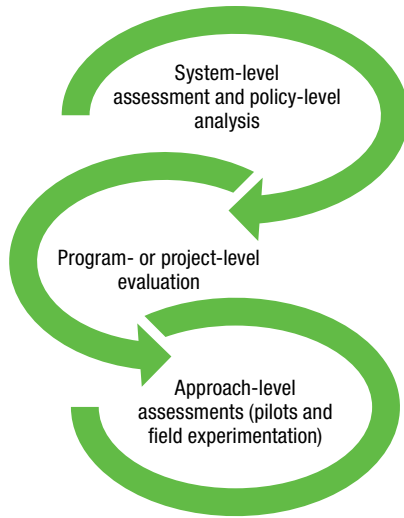 System-level
assessment and policy-level
analysis
Program- or project-level
evaluation
Approach-level
assessments (pilots and
field experimentation)